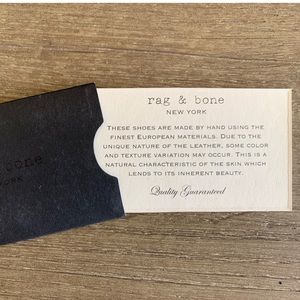 rag & bone
NEW YORK
THESE SHOES ARE MADE BY HAND USING THE
FINEST EUROPEAN MATERIALS. DUE TO THE
UNIQUE NATURE OF THE LEATHER, SOME COLOR
AND TEXTURE VARIATION MAY OCCUR. THIS IS A
NATURAL CHARACTERISTIC OF THE SKIN WHICH
LENDS TO ITS INHERENT BEAUTY.
Quality Guaranteed
bone